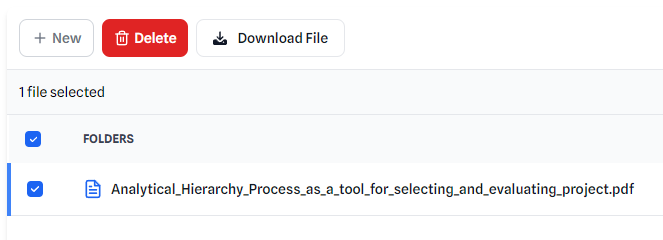 + New Delete Download File
1 file selected
FOLDERS
Analytical_Hierarchy_Process_as_a_tool_for_selecting_and_evaluating_project.pdf